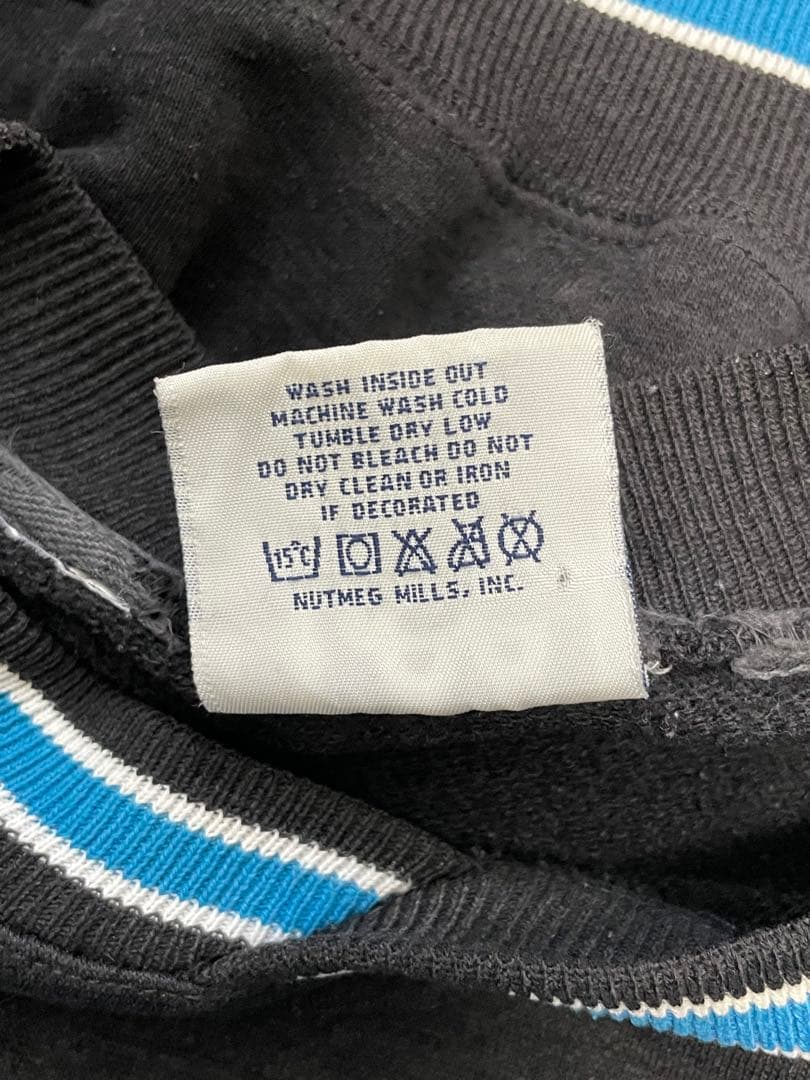 WASH INSIDE OUT
MACHINE WASH COLD
TUMBLE DRY LOW
DO NOT BLEACH DO NOT
DRY CLEAN OR IRON
IF DECORATED
15°C
NUTMEG MILLS, INC.